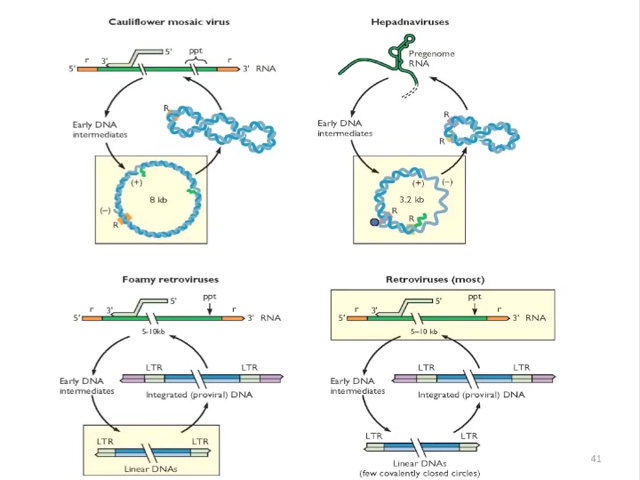 Cauliflower mosaic virus
5' r 3' 5' ppt r 3' RNA
Early DNA
intermediates
R
(+)
8 kb
(–)
R
Hepadnaviruses
Pregenome
RNA
Early DNA
intermediates
R
R
(+) (–)
3.2 kb
R
R
Foamy retroviruses
5' r 3' 5' ppt r 3' RNA
5-10kb
LTR LTR
Early DNA
intermediates
Integrated (proviral) DNA
LTR LTR
Linear DNAs
Retroviruses (most)
5' r 3' 5' ppt r 3' RNA
5–10 kb
LTR LTR
Early DNA
intermediates
Integrated (proviral) DNA
LTR LTR
Linear DNAs
(few covalently closed circles)
41